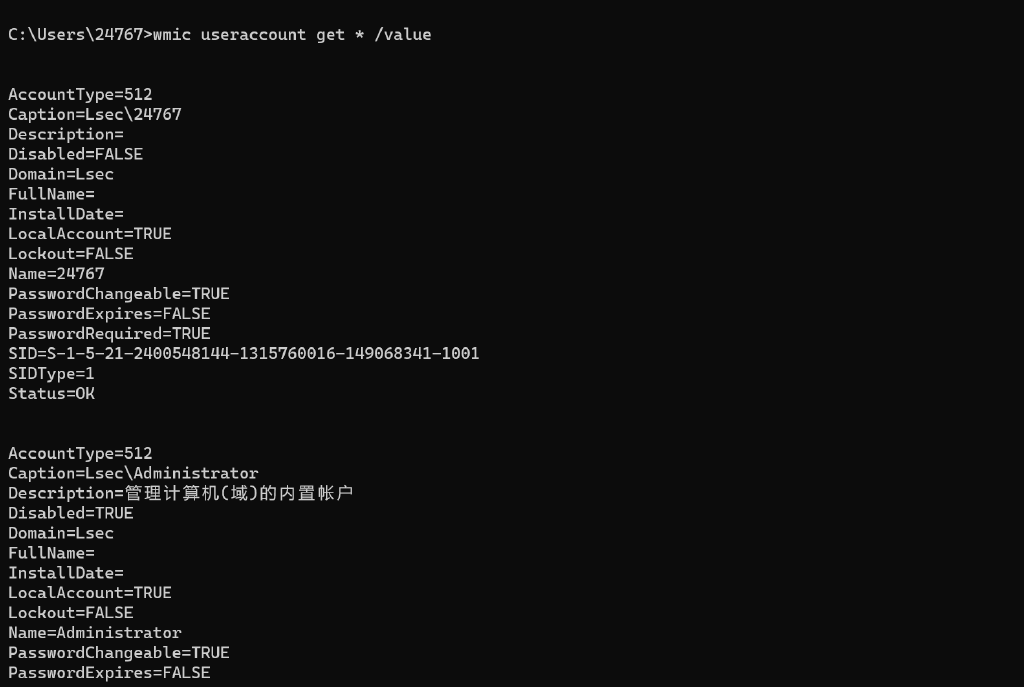 C:\Users\24767>wmic useraccount get * /value
AccountType=512
Caption=Lsec\24767
Description=
Disabled=FALSE
Domain=Lsec
FullName=
InstallDate=
LocalAccount=TRUE
Lockout=FALSE
Name=24767
PasswordChangeable=TRUE
PasswordExpires=FALSE
PasswordRequired=TRUE
SID=S-1-5-21-2400548144-1315760016-149068341-1001
SIDType=1
Status=OK
AccountType=512
Caption=Lsec\Administrator
Description=管理计算机(域)的内置帐户
Disabled=TRUE
Domain=Lsec
FullName=
InstallDate=
LocalAccount=TRUE
Lockout=FALSE
Name=Administrator
PasswordChangeable=TRUE
PasswordExpires=FALSE